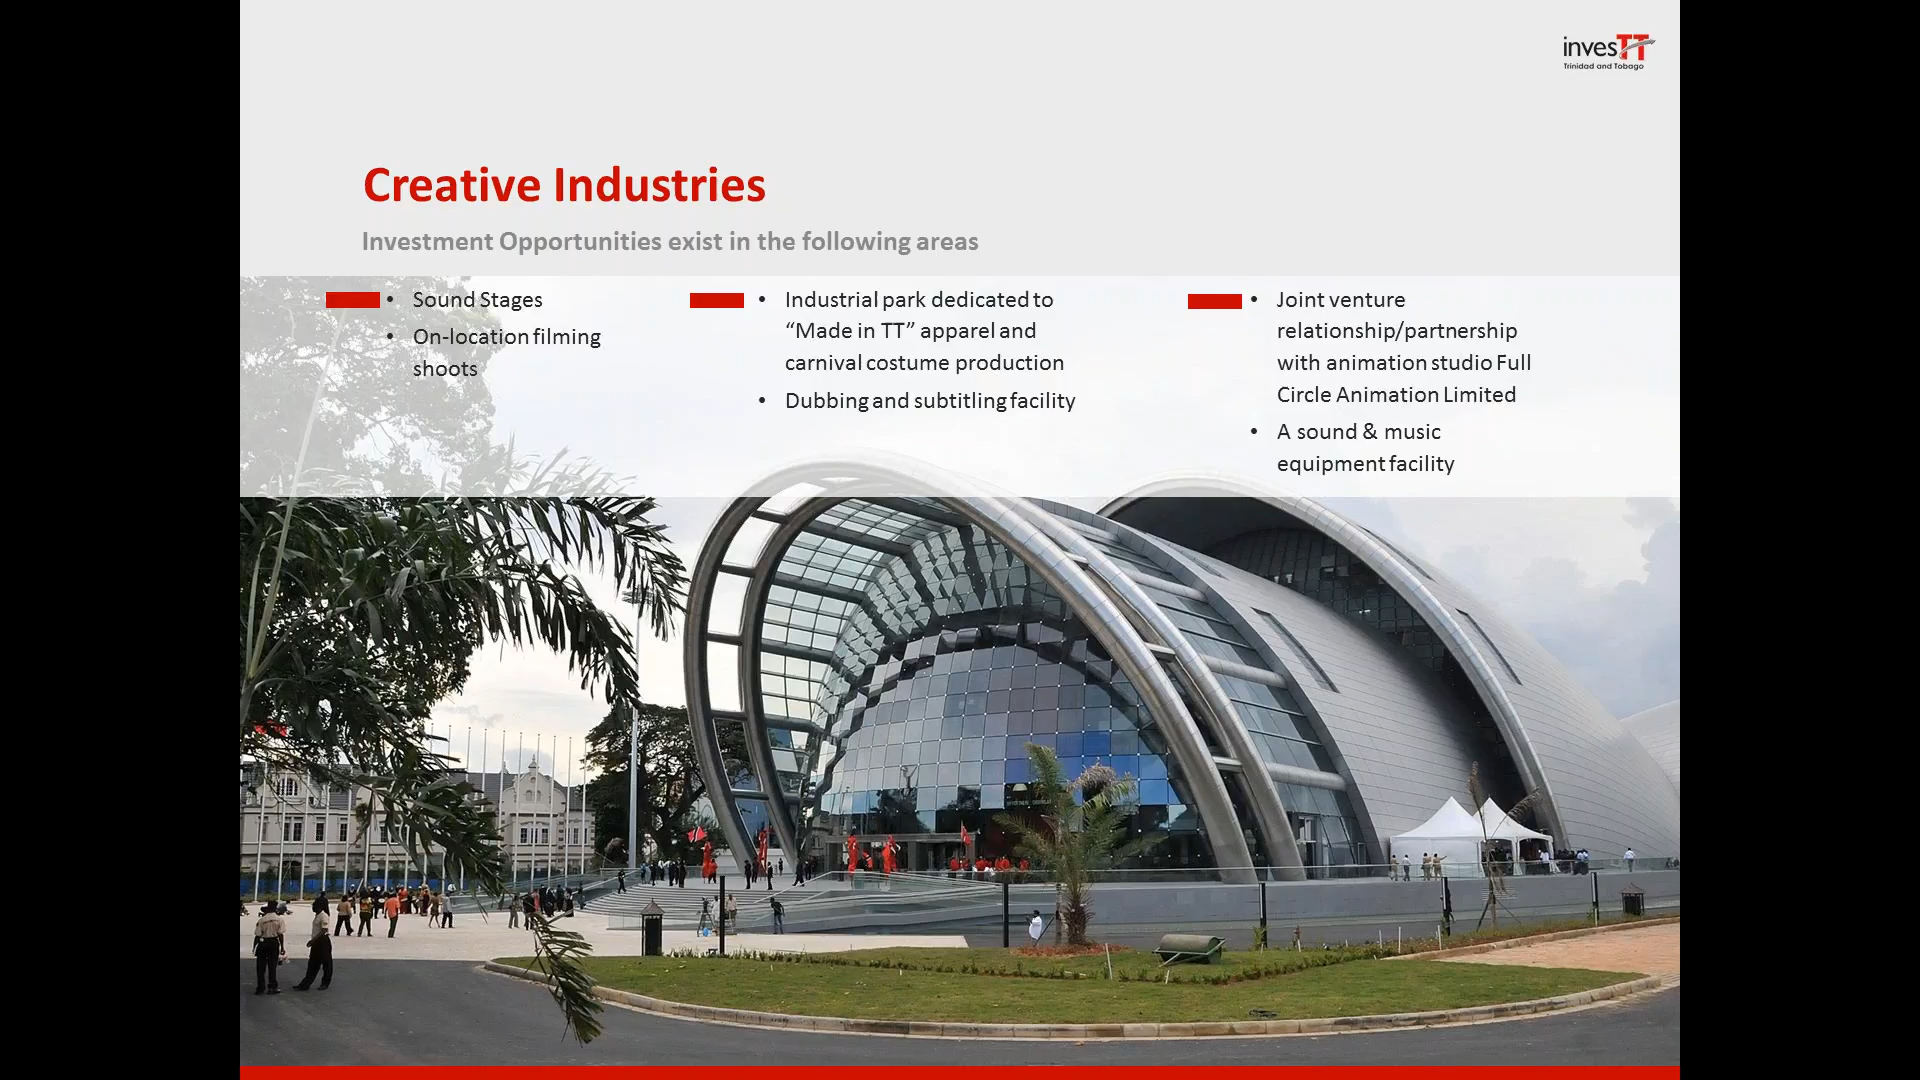 invesTT
Trinidad and Tobago
Creative Industries
Investment Opportunities exist in the following areas
• Sound Stages
• On-location filming
shoots
• Industrial park dedicated to
“Made in TT” apparel and
carnival costume production
• Dubbing and subtitling facility
• Joint venture
relationship/partnership
with animation studio Full
Circle Animation Limited
• A sound & music
equipment facility